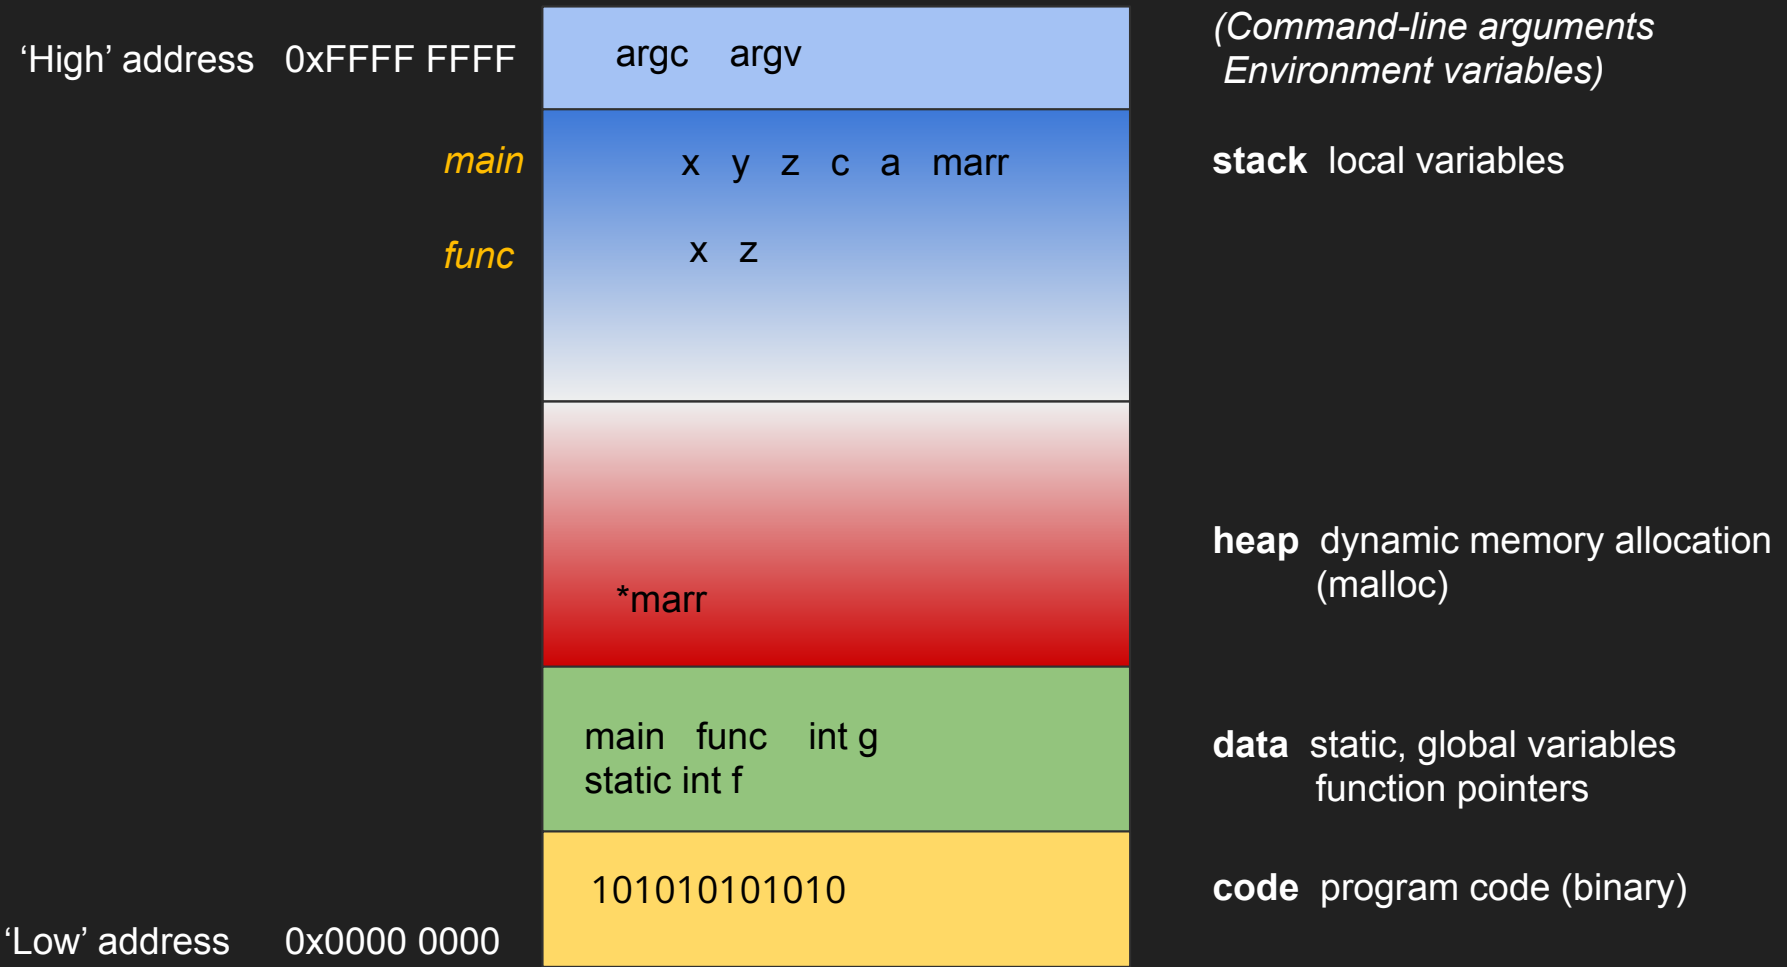 ‘High’ address 0xFFFF FFFF
argc argv
(Command-line arguments
Environment variables)
main
x y z c a marr
stack local variables
func
x z
heap dynamic memory allocation
(malloc)
*marr
main func int g
static int f
data static, global variables
function pointers
101010101010
code program code (binary)
‘Low’ address 0x0000 0000